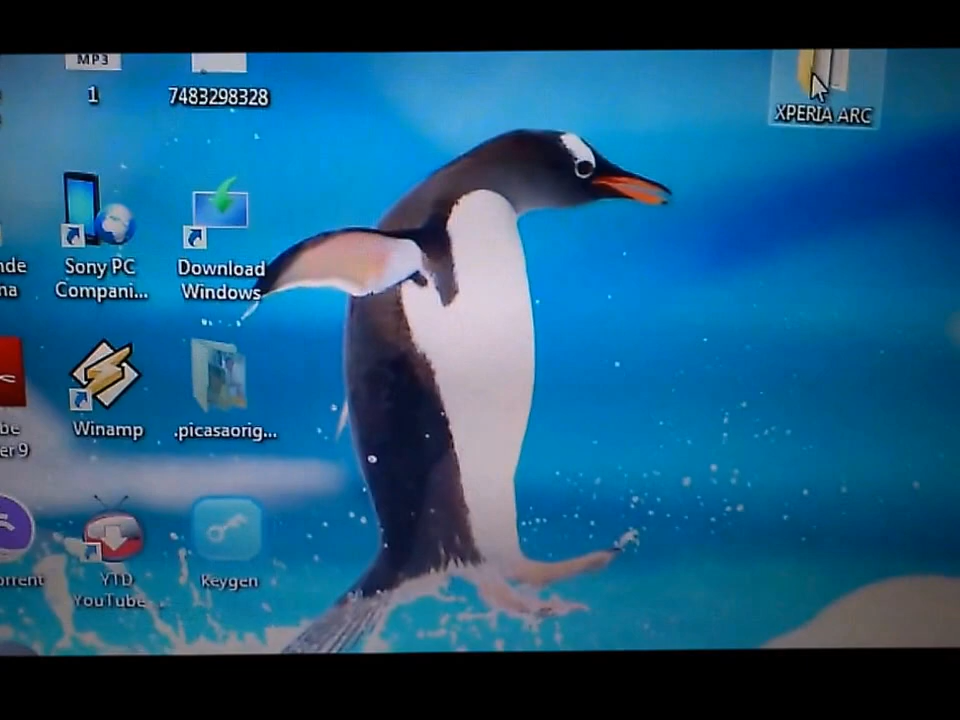 MP3
1
7483298328
XPERIA ARC
Sony PC
Compani...
Download
Windows
Winamp
.picasaorig...
YTD
YouTube
Keygen